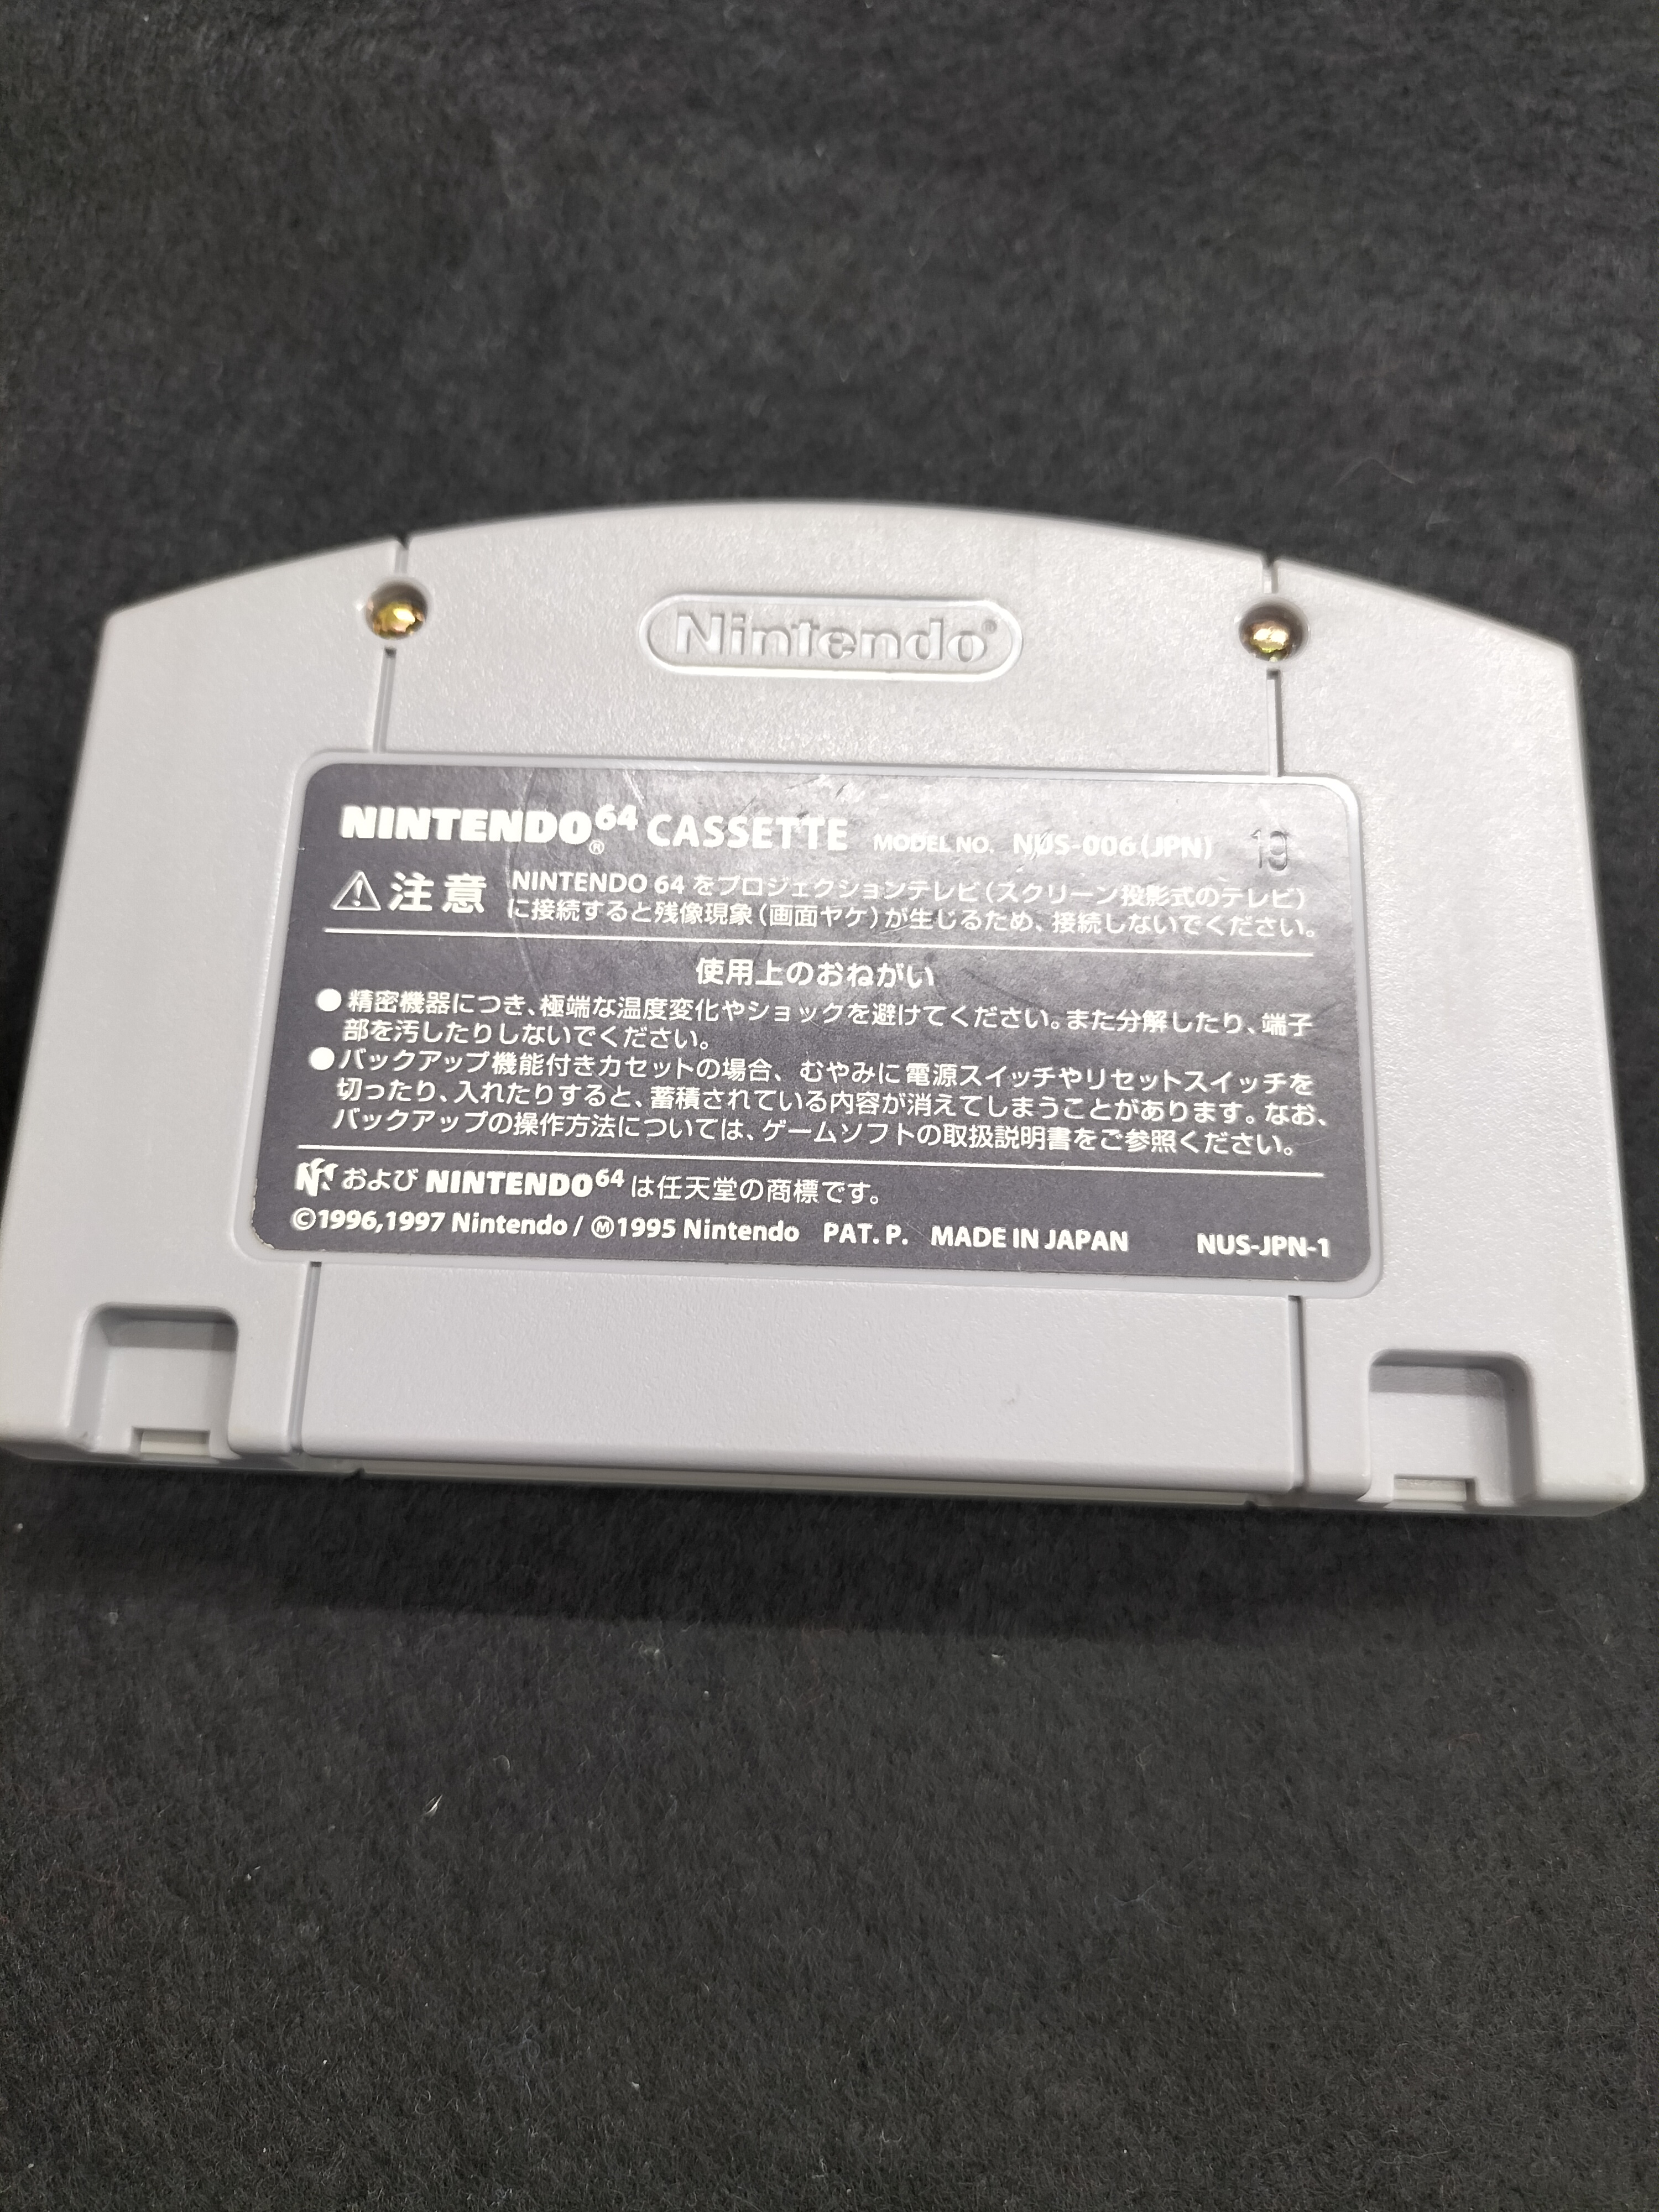 Nintendo®
NINTENDO64® CASSETTE MODEL NO. NUS-006(JPN) 19
⚠注意 NINTENDO 64 をプロジェクションテレビ(スクリーン投影式のテレビ)
に接続すると残像現象(画面ヤケ)が生じるため、接続しないでください。
使用上のおねがい
●精密機器につき、極端な温度変化やショックを避けてください。また分解したり、端子
部を汚したりしないでください。
●バックアップ機能付きカセットの場合、むやみに電源スイッチやリセットスイッチを
切ったり、入れたりすると、蓄積されている内容が消えてしまうことがあります。なお、
バックアップの操作方法については、ゲームソフトの取扱説明書をご参照ください。
および NINTENDO64 は任天堂の商標です。
©1996,1997 Nintendo / Ⓜ1995 Nintendo PAT. P. MADE IN JAPAN NUS-JPN-1